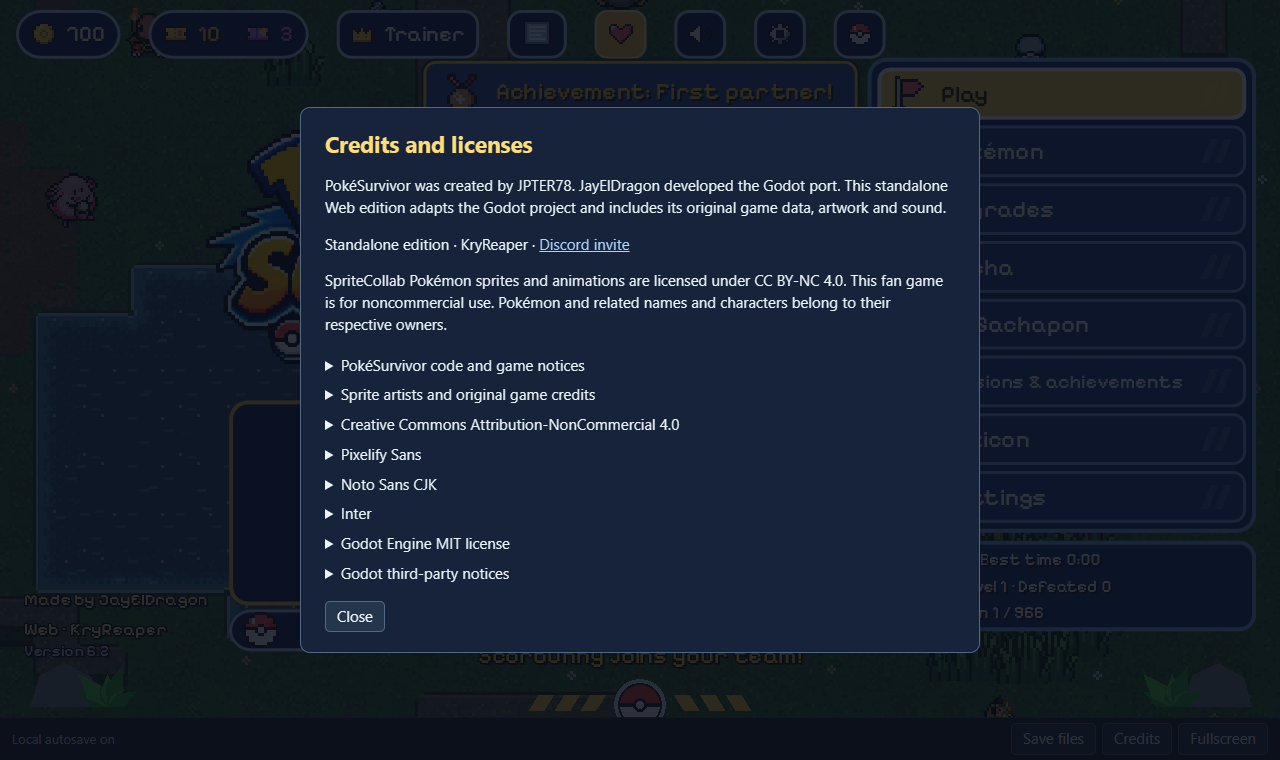 700
10
3
Trainer
Achievement: First partner!
Play
Credits and licenses
PokéSurvivor was created by JPTER78. JayElDragon developed the Godot port. This standalone
Web edition adapts the Godot project and includes its original game data, artwork and sound.
Standalone edition · KryReaper · Discord invite
SpriteCollab Pokémon sprites and animations are licensed under CC BY-NC 4.0. This fan game
is for noncommercial use. Pokémon and related names and characters belong to their
respective owners.
PokéSurvivor code and game notices
Sprite artists and original game credits
Creative Commons Attribution-NonCommercial 4.0
Pixelify Sans
Noto Sans CJK
Inter
Godot Engine MIT license
Godot third-party notices
Close
émon
rades
ha
Gachapon
sions & achievements
icon
ttings
Best time 0:00
vel 1 · Defeated 0
n 1 / 966
Made by JayElDragon
Web · KryReaper
Version 6.2
Scorbunny joins your team!
Local autosave on
Save files
Credits
Fullscreen